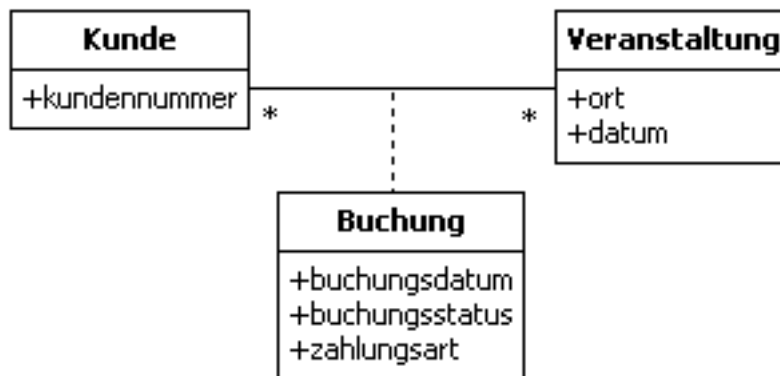 Kunde
+kundennummer
*
Veranstaltung
+ort
+datum
*
Buchung
+buchungsdatum
+buchungsstatus
+zahlungsart